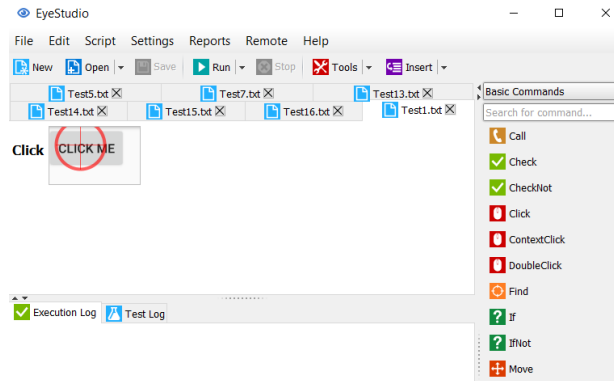 EyeStudio
File Edit Script Settings Reports Remote Help
New Open Save Run Stop Tools Insert
Test5.txt Test7.txt Test13.txt
Test14.txt Test15.txt Test16.txt Test1.txt
Click CLICK ME
Execution Log Test Log
Basic Commands
Search for command...
Call
Check
CheckNot
Click
ContextClick
DoubleClick
Find
If
IfNot
Move